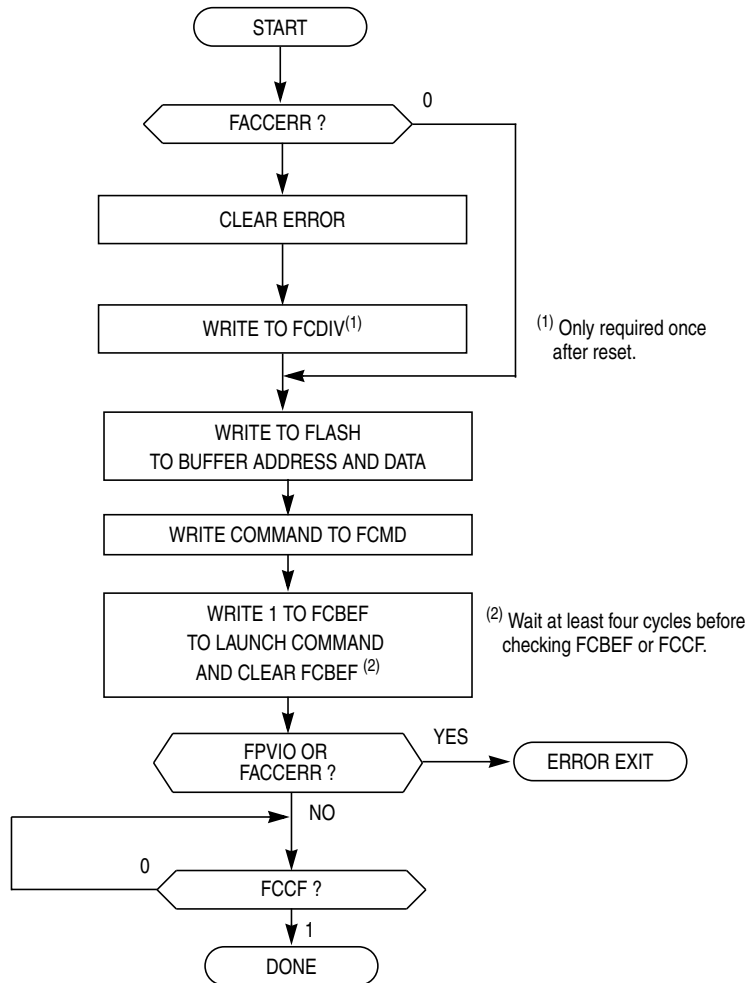 START
0
FACCERR ?
CLEAR ERROR
WRITE TO FCDIV(1)
(1) Only required once
after reset.
WRITE TO FLASH
TO BUFFER ADDRESS AND DATA
WRITE COMMAND TO FCMD
WRITE 1 TO FCBEF
TO LAUNCH COMMAND
AND CLEAR FCBEF (2)
(2) Wait at least four cycles before
checking FCBEF or FCCF.
FPVIO OR
FACCERR ?
YES
ERROR EXIT
NO
0
FCCF ?
1
DONE